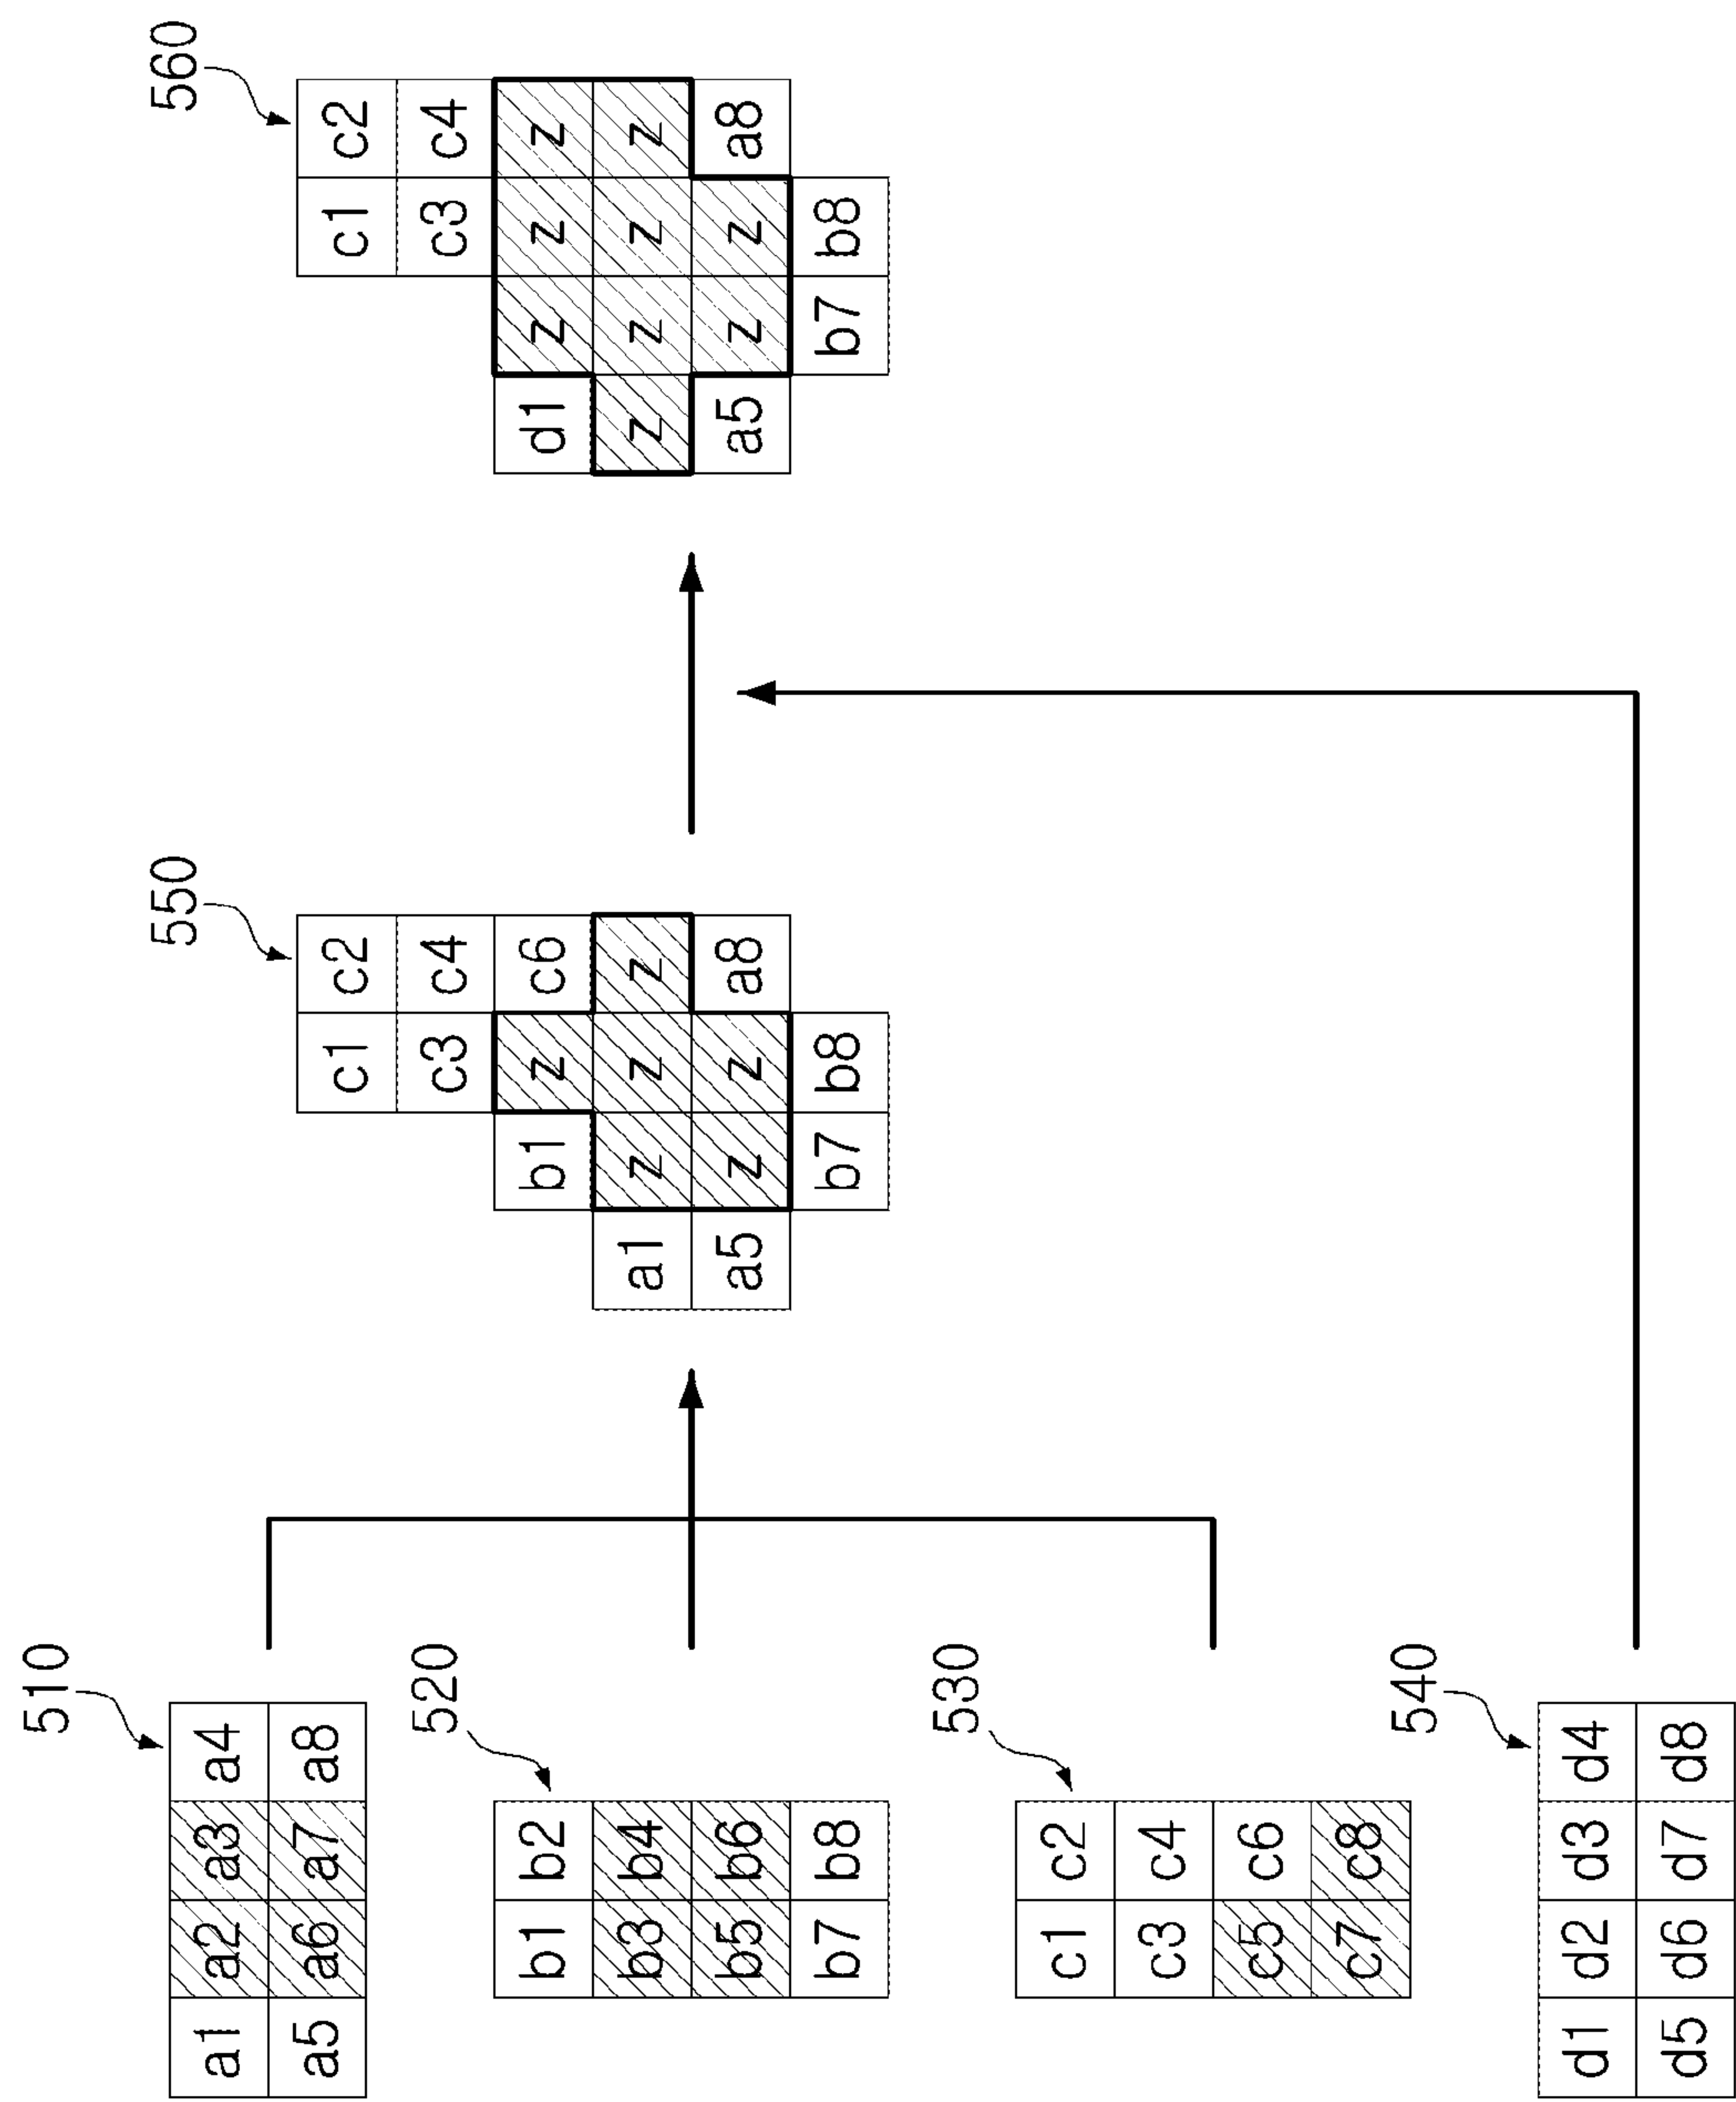 510
a1 a2 a3 a4
a5 a6 a7 a8
520
b1 b2
b3 b4
b5 b6
b7 b8
530
c1 c2
c3 c4
c5 c6
c7 c8
540
d1 d2 d3 d4
d5 d6 d7 d8
550
c1 c2
c3 c4
b1 z c6
a1 z z z
a5 z z a8
b7 b8
560
c1 c2
c3 c4
d1 z z z
z z z z
a5 z z a8
b7 b8